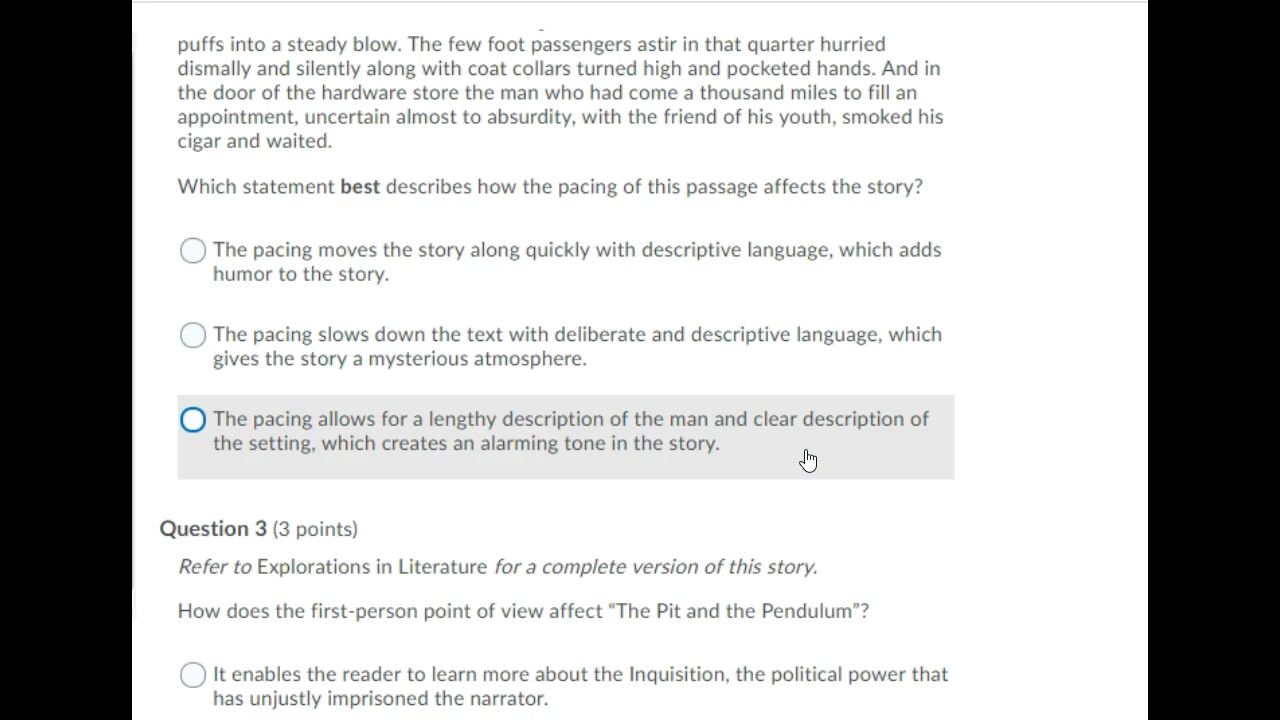 puffs into a steady blow. The few foot passengers astir in that quarter hurried
dismally and silently along with coat collars turned high and pocketed hands. And in
the door of the hardware store the man who had come a thousand miles to fill an
appointment, uncertain almost to absurdity, with the friend of his youth, smoked his
cigar and waited.
Which statement best describes how the pacing of this passage affects the story?
The pacing moves the story along quickly with descriptive language, which adds
humor to the story.
The pacing slows down the text with deliberate and descriptive language, which
gives the story a mysterious atmosphere.
The pacing allows for a lengthy description of the man and clear description of
the setting, which creates an alarming tone in the story.
Question 3 (3 points)
Refer to Explorations in Literature for a complete version of this story.
How does the first-person point of view affect “The Pit and the Pendulum”?
It enables the reader to learn more about the Inquisition, the political power that
has unjustly imprisoned the narrator.